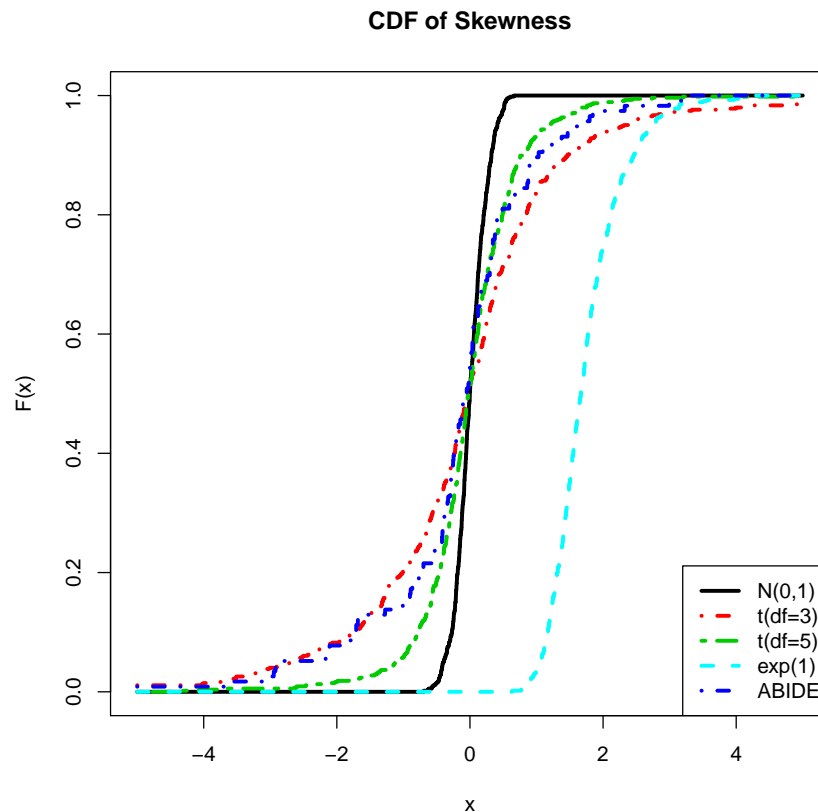 CDF of Skewness
F(x)
1.0
0.8
0.6
0.4
0.2
0.0
−4
−2
0
2
4
x
N(0,1)
t(df=3)
t(df=5)
exp(1)
ABIDE